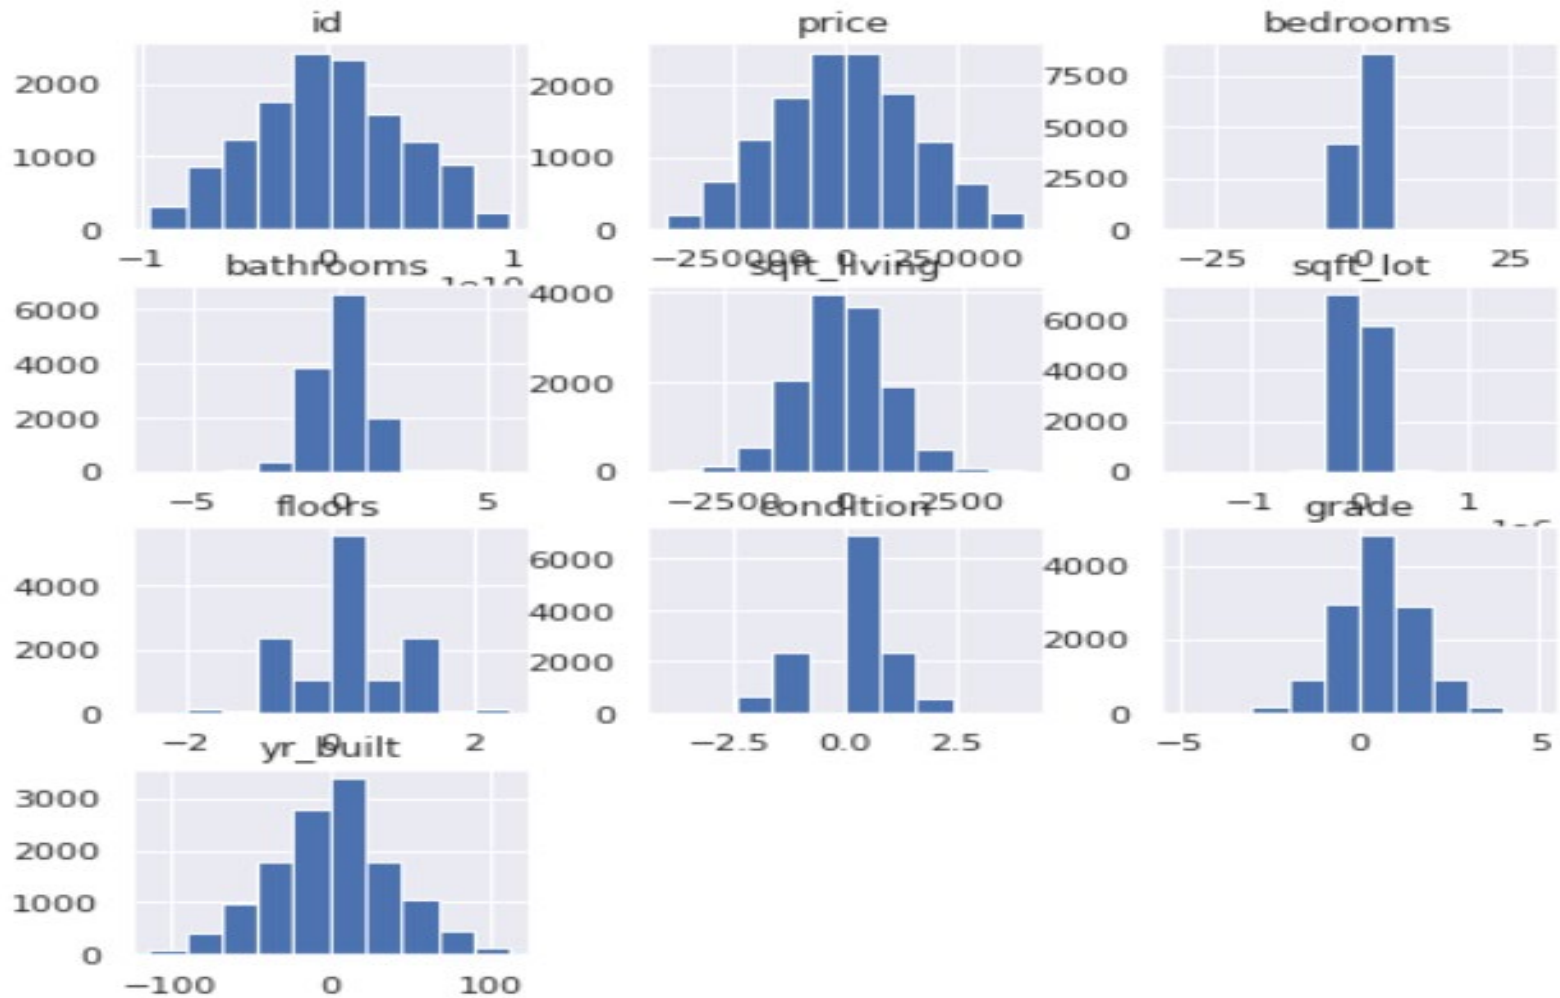 id price bedrooms
2000 2000 7500
1000 1000 5000
2500
0 0 0
−1 0 1 −250000 0 250000 −25 0 25
1e10
bathrooms sqft_living sqft_lot
6000 4000 6000
4000 2000 4000
2000 2000
0 0 0
−5 0 5 −2500 0 2500 −1 0 1
1e6
floors condition grade
4000 6000 4000
2000 4000 2000
2000
0 0 0
−2 0 2 −2.5 0.0 2.5 −5 0 5
yr_built
3000
2000
1000
0
−100 0 100